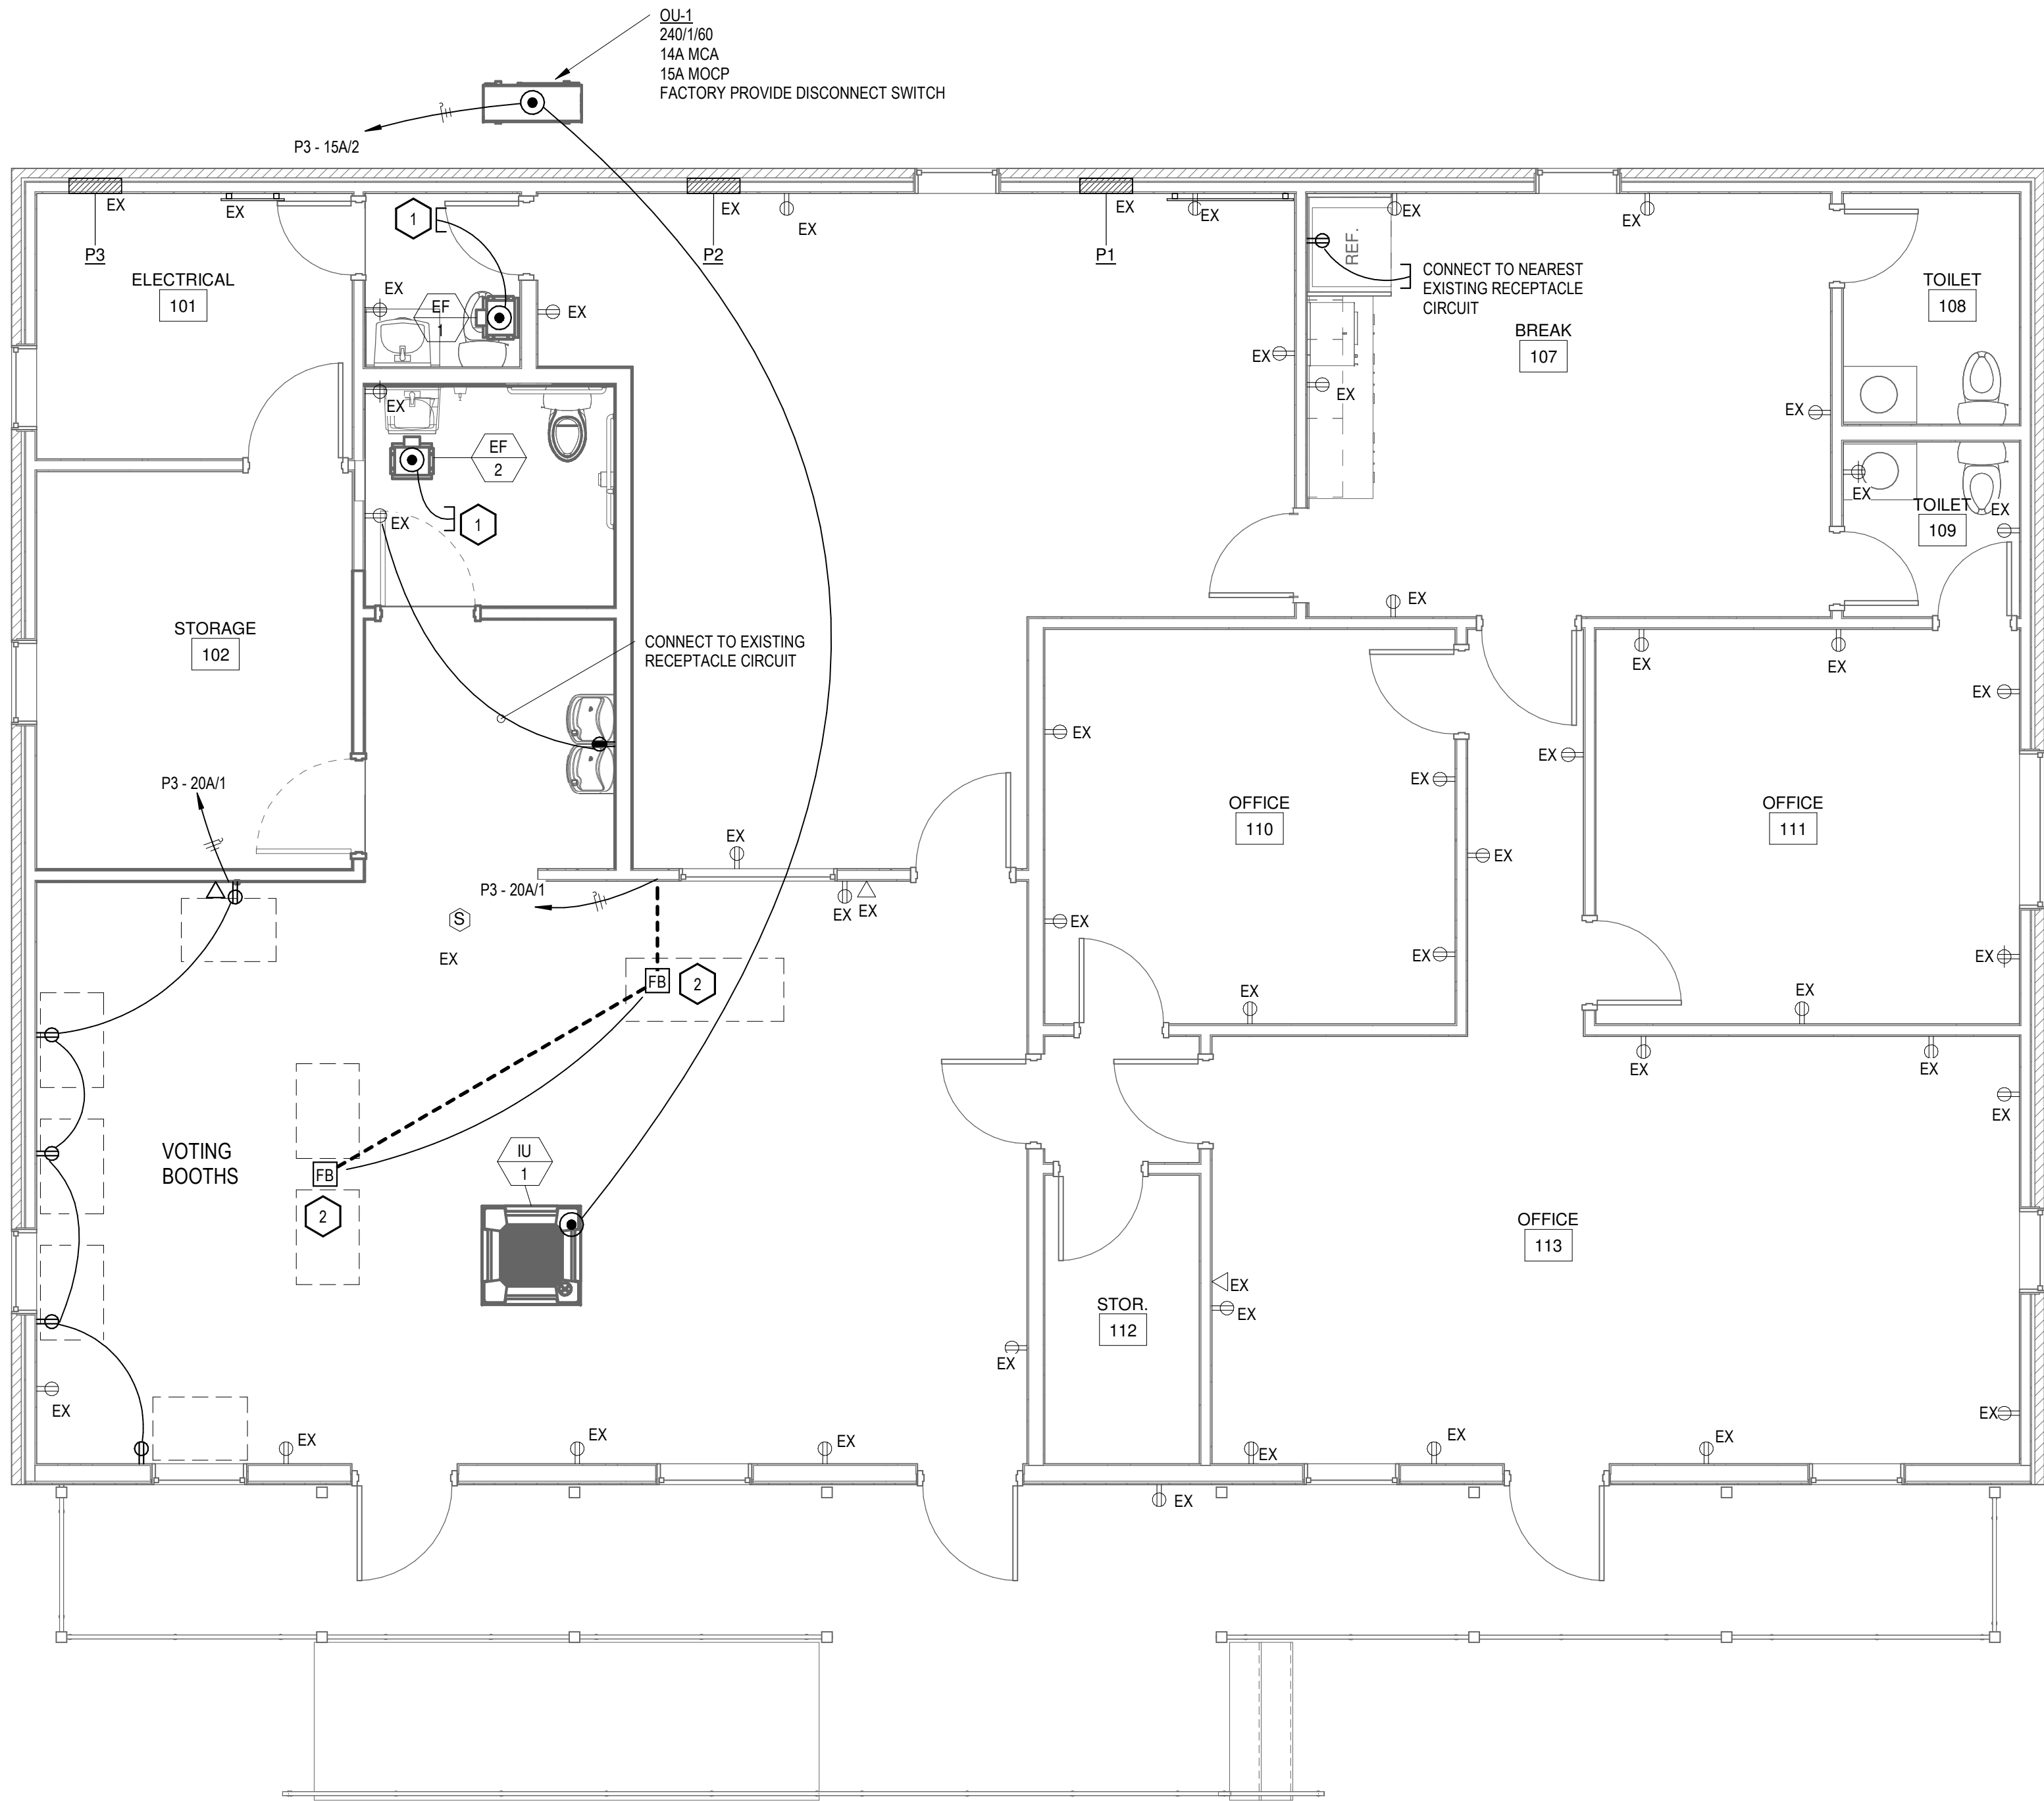 OU-1
240/1/60
14A MCA
15A MOCP
FACTORY PROVIDE DISCONNECT SWITCH
P3 - 15A/2
EX
EX
EX
EX
EX
EX
EX
EX
1
P3
P2
P1
REF.
CONNECT TO NEAREST
EXISTING RECEPTACLE
CIRCUIT
ELECTRICAL
101
EX
EF
1
EX
TOILET
108
BREAK
107
EX
EX
EX
EX
EF
2
EX
1
EX
TOILET
109
EX
EX
STORAGE
102
CONNECT TO EXISTING
RECEPTACLE CIRCUIT
EX
EX
EX
EX
EX
EX
EX
P3 - 20A/1
OFFICE
110
OFFICE
111
EX
EX
P3 - 20A/1
EX
EX
S
EX
EX
EX
EX
FB
2
EX
EX
EX
EX
EX
VOTING
BOOTHS
FB
2
IU
1
OFFICE
113
EX
EX
STOR.
112
EX
EX
EX
EX
EX
EX
EX
EX
EX
EX